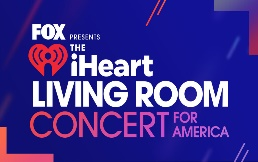 FOX PRESENTS
THE
iHeart
LIVING ROOM
CONCERT FOR
AMERICA